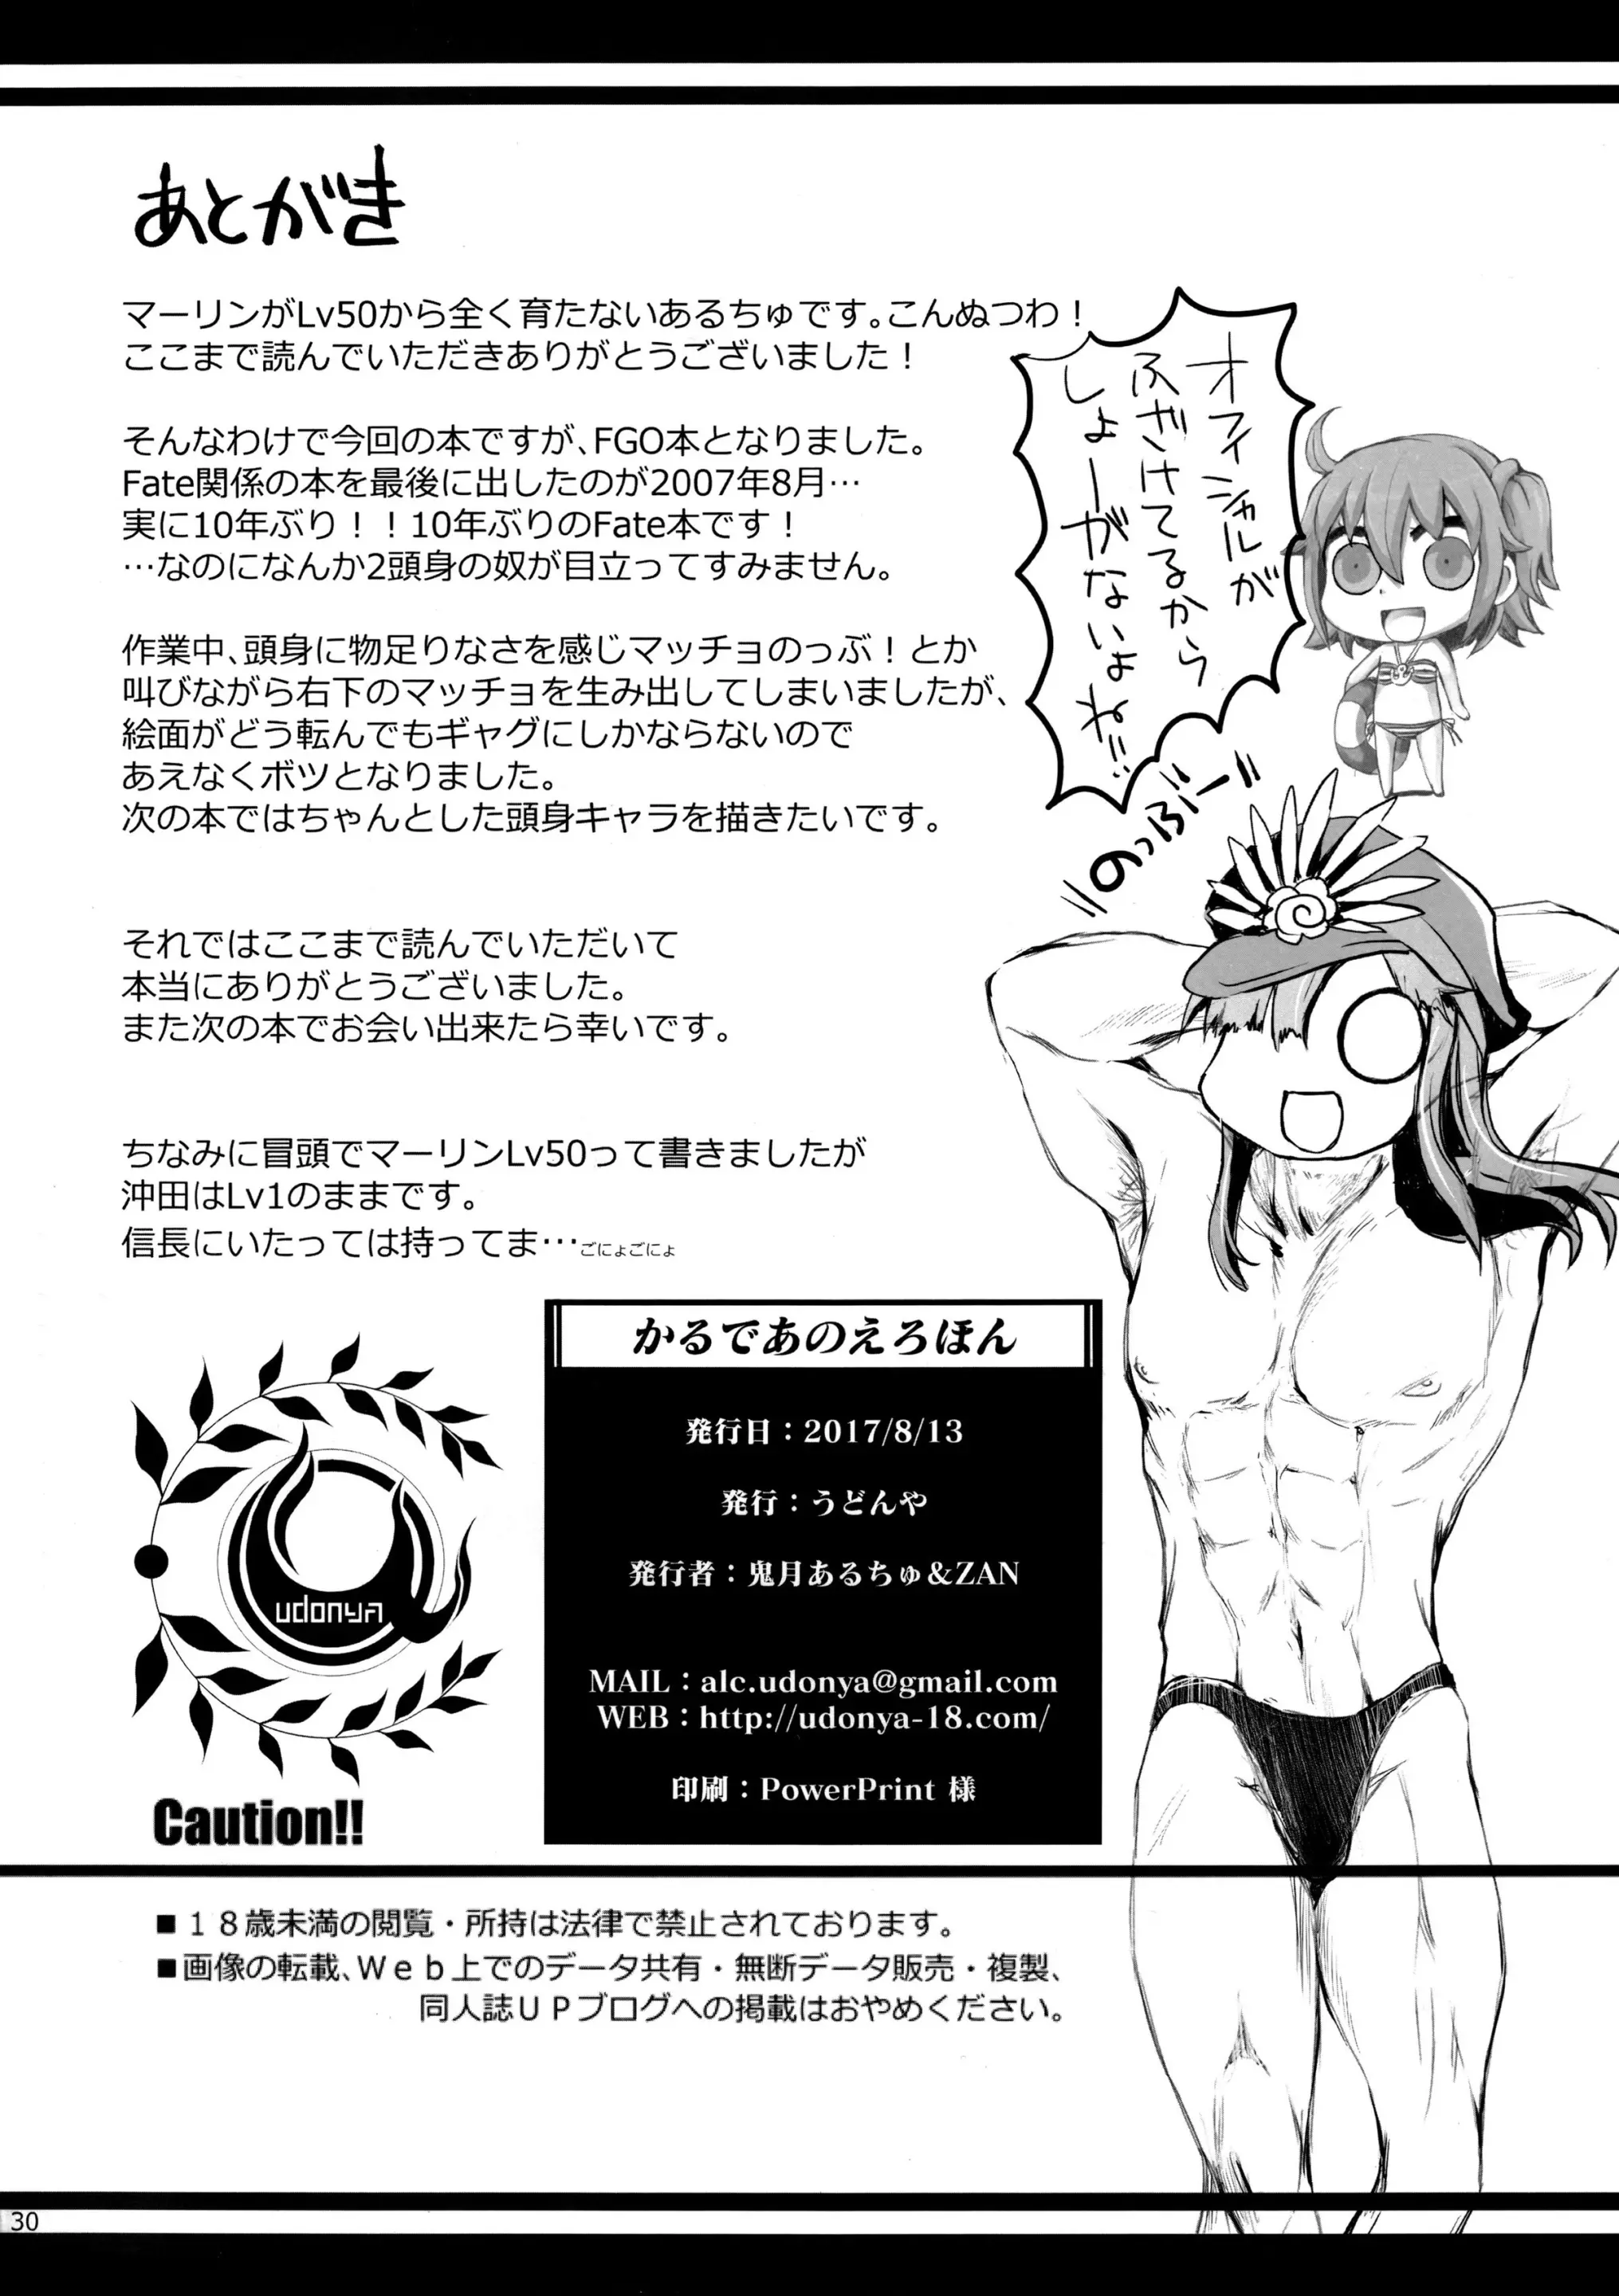 あとがき
マーリンがLv50から全く育たないあるちゅです。こんぬつわ！
ここまで読んでいただきありがとうございました！
そんなわけで今回の本ですが、FGO本となりました。
Fate関係の本を最後に出したのが2007年8月…
実に10年ぶり！！10年ぶりのFate本です！
…なのになんか2頭身の奴が目立ってすみません。
作業中、頭身に物足りなさを感じマッチョのっぶ！とか
叫びながら右下のマッチョを生み出してしまいましたが、
絵面がどう転んでもギャグにしかならないので
あえなくボツとなりました。
次の本ではちゃんとした頭身キャラを描きたいです。
それではここまで読んでいただいて
本当にありがとうございました。
また次の本でお会い出来たら幸いです。
ちなみに冒頭でマーリンLv50って書きましたが
沖田はLv1のままです。
信長にいたっては持ってま…ごにょごにょ
オフィシャルが
ふざけてるから
しょーがないよね!!
のっぶー!!
かるであのえろほん
発行日：2017/8/13
発行：うどんや
発行者：鬼月あるちゅ＆ZAN
MAIL：alc.udonya@gmail.com
WEB：http://udonya-18.com/
印刷：PowerPrint 様
udonya
Caution!!
■１８歳未満の閲覧・所持は法律で禁止されております。
■画像の転載、Ｗｅｂ上でのデータ共有・無断データ販売・複製、
同人誌ＵＰブログへの掲載はおやめください。
30